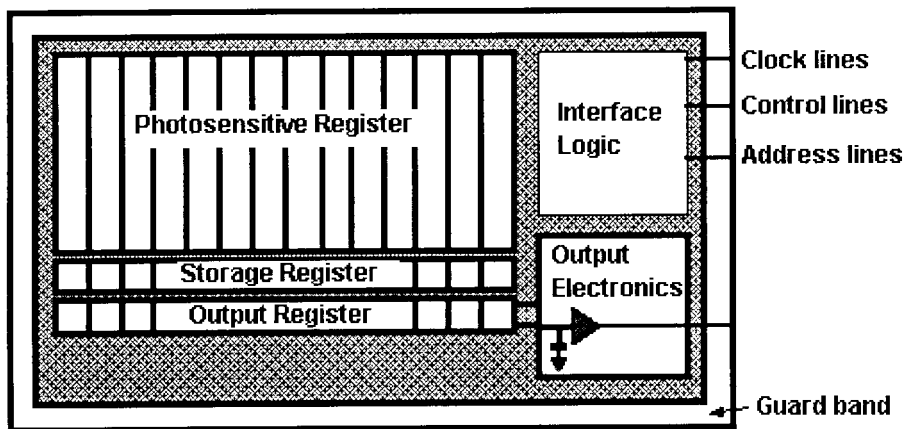 Photosensitive Register
Storage Register
Output Register
Interface
Logic
Output
Electronics
Clock lines
Control lines
Address lines
Guard band